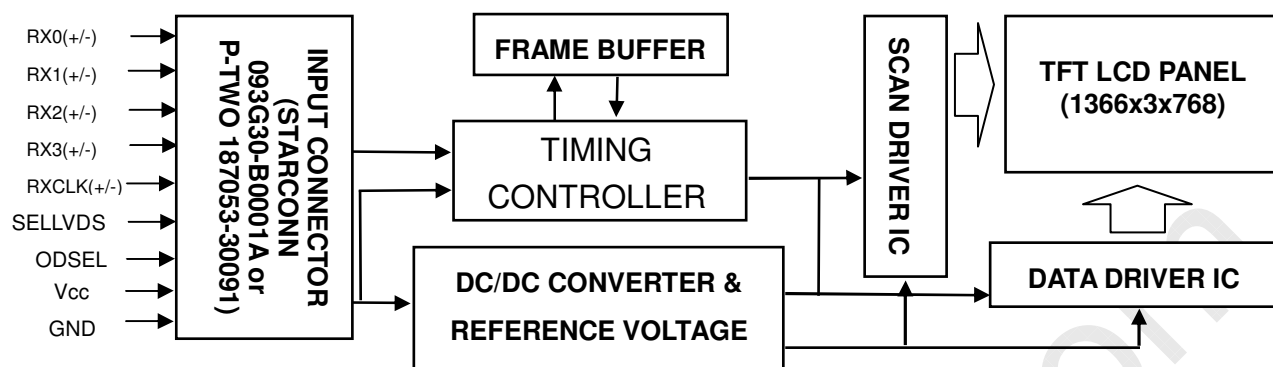 RX0(+/-)
RX1(+/-)
RX2(+/-)
RX3(+/-)
RXCLK(+/-)
SELLVDS
ODSEL
Vcc
GND
INPUT CONNECTOR
(STARCONN
093G30-B0001A or
P-TWO 187053-30091)
FRAME BUFFER
TIMING
CONTROLLER
DC/DC CONVERTER &
REFERENCE VOLTAGE
SCAN DRIVER IC
TFT LCD PANEL
(1366x3x768)
DATA DRIVER IC